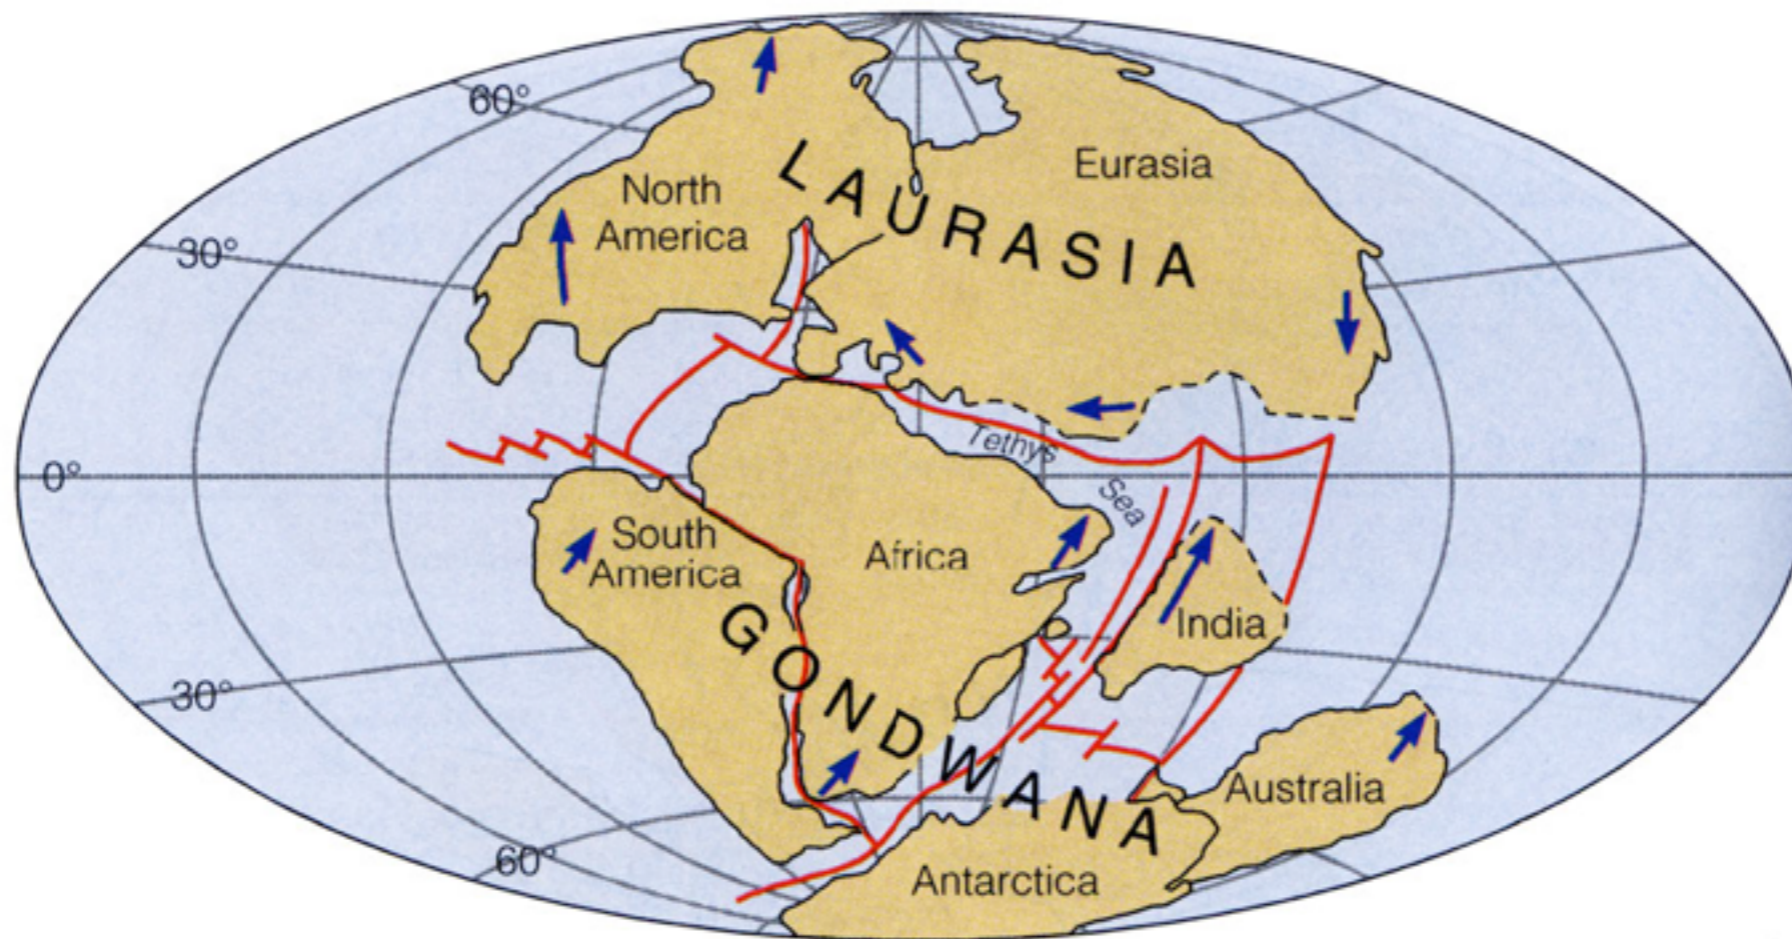 60°
Eurasia
North
America
LAURASIA
30°
Tethys
Sea
0°
South
America
Africa
India
GONDWANA
30°
Australia
60°
Antarctica